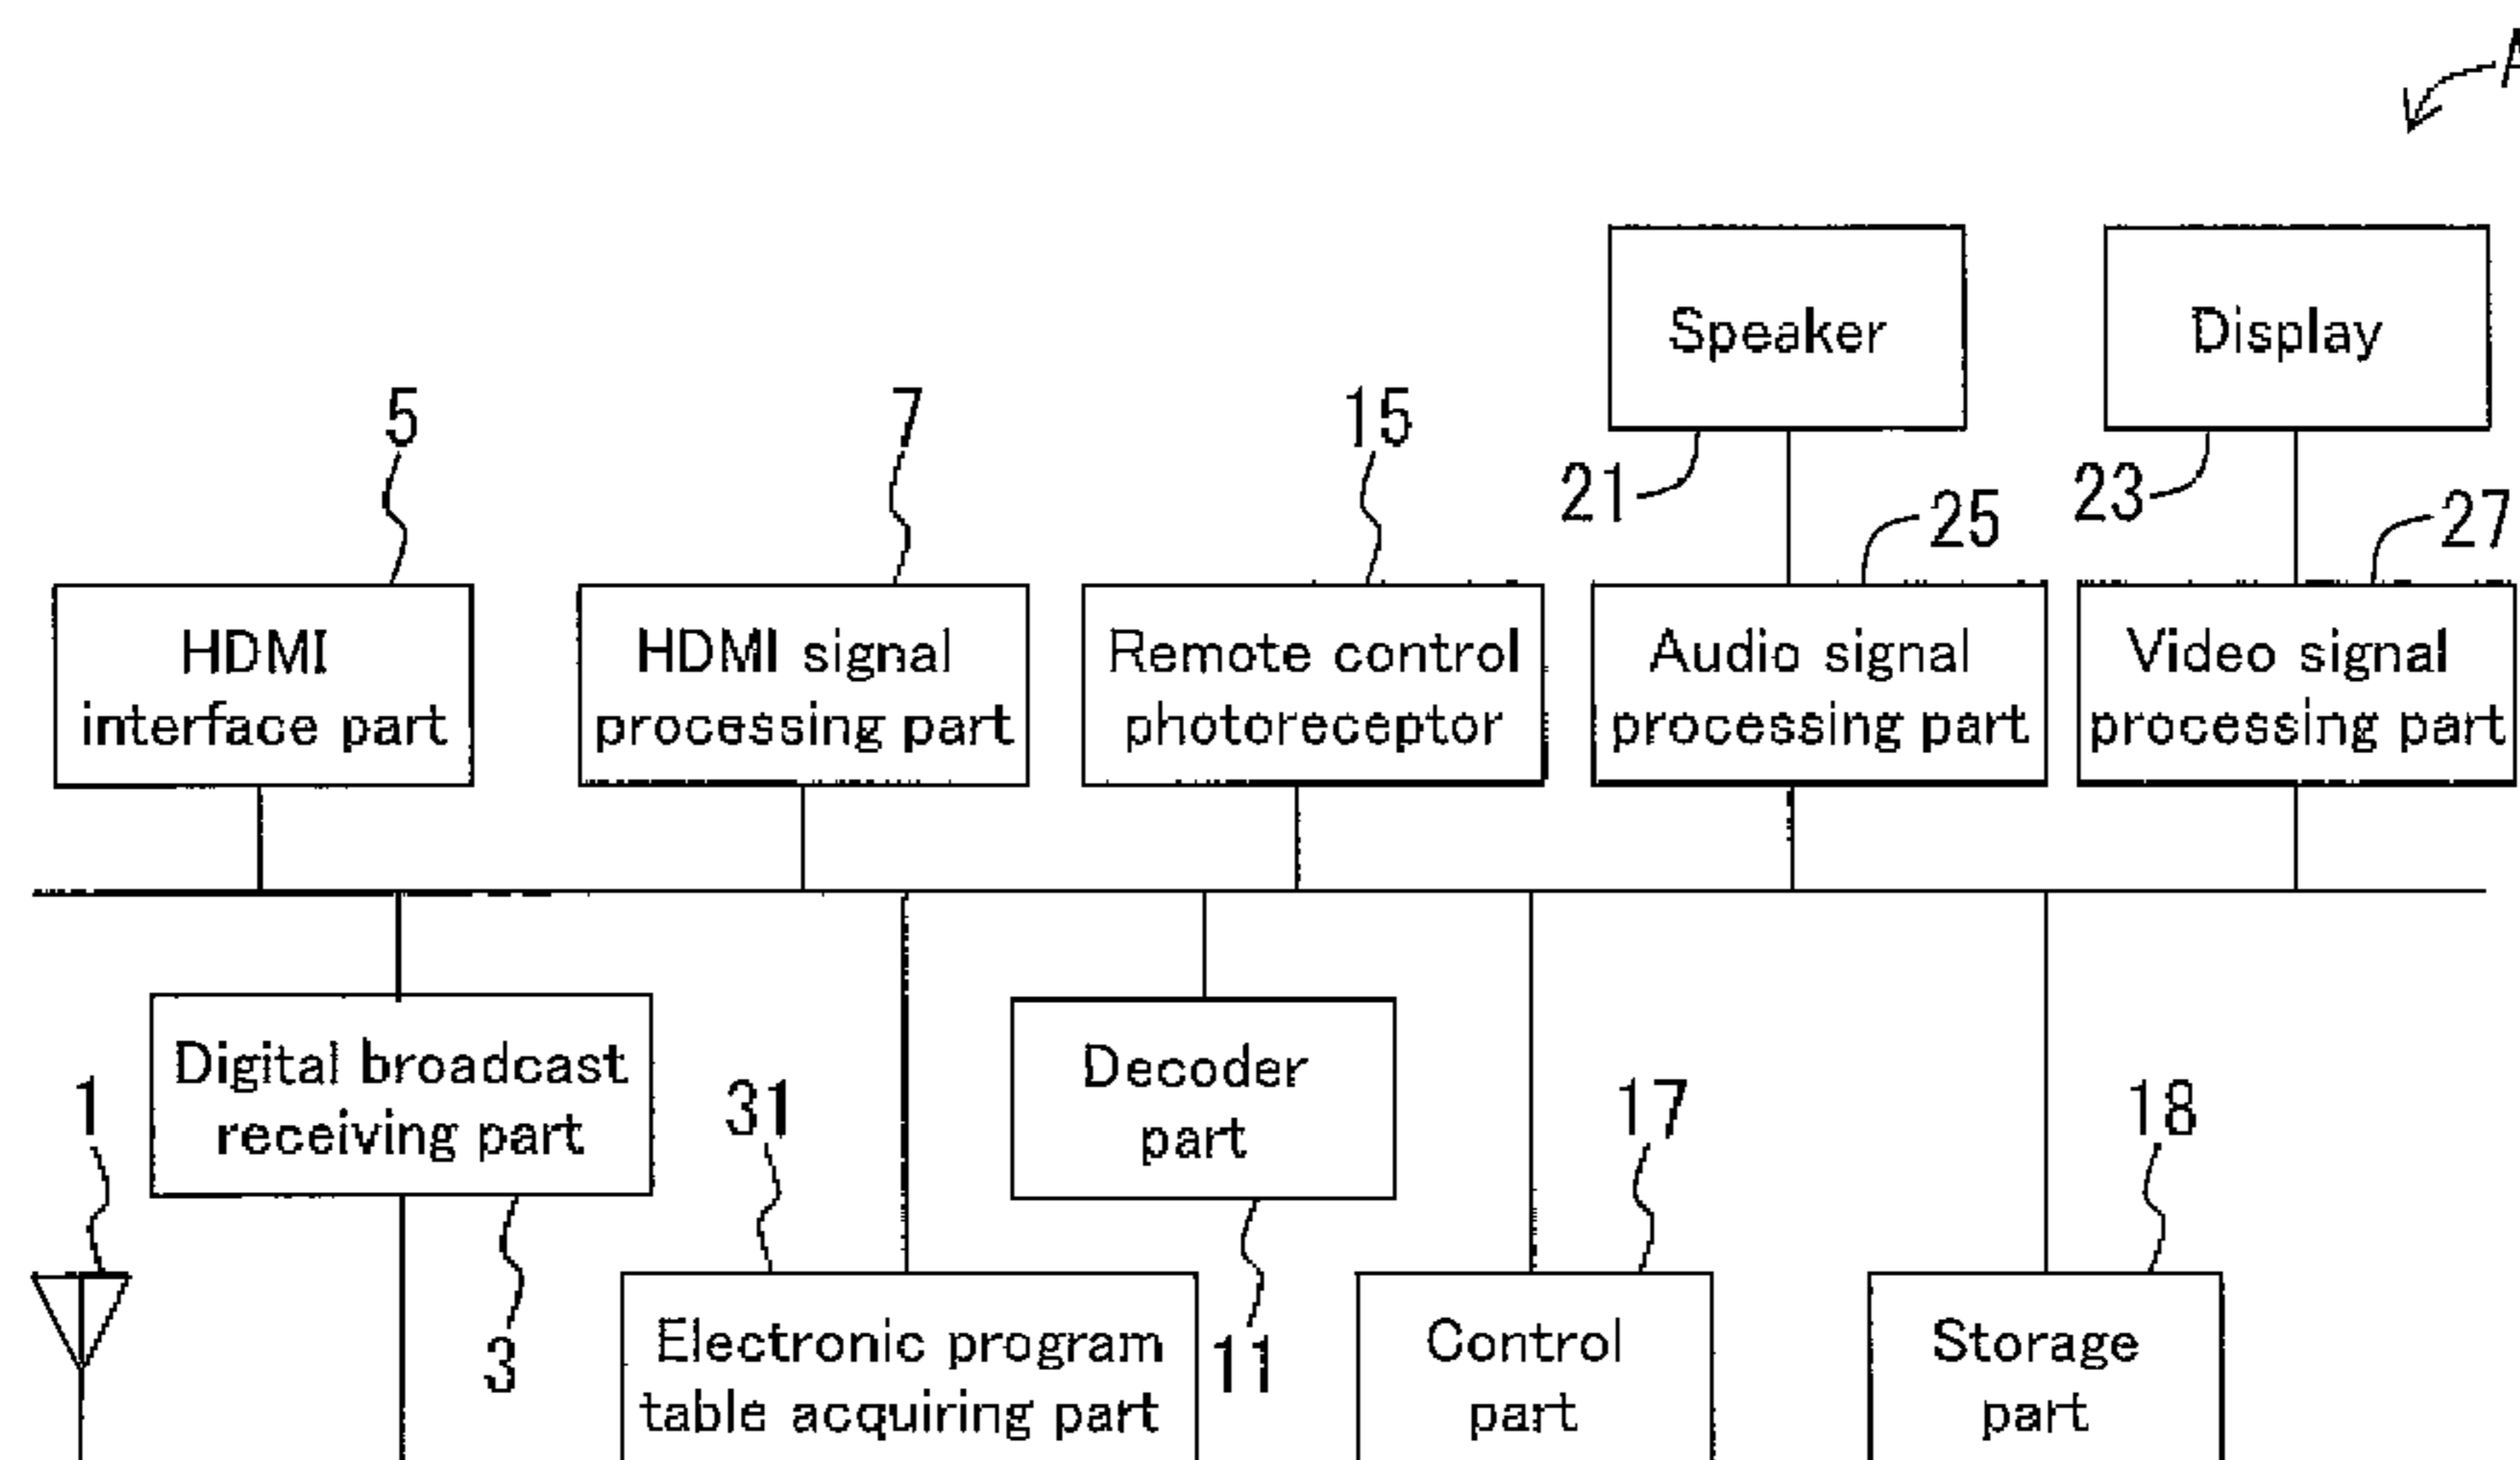 A
Speaker
Display
5
7
15
21
25
23
27
HDMI
interface part
HDMI signal
processing part
Remote control
photoreceptor
Audio signal
processing part
Video signal
processing part
Digital broadcast
receiving part
Decoder
part
1
31
17
18
3
11
Electronic program
table acquiring part
Control
part
Storage
part